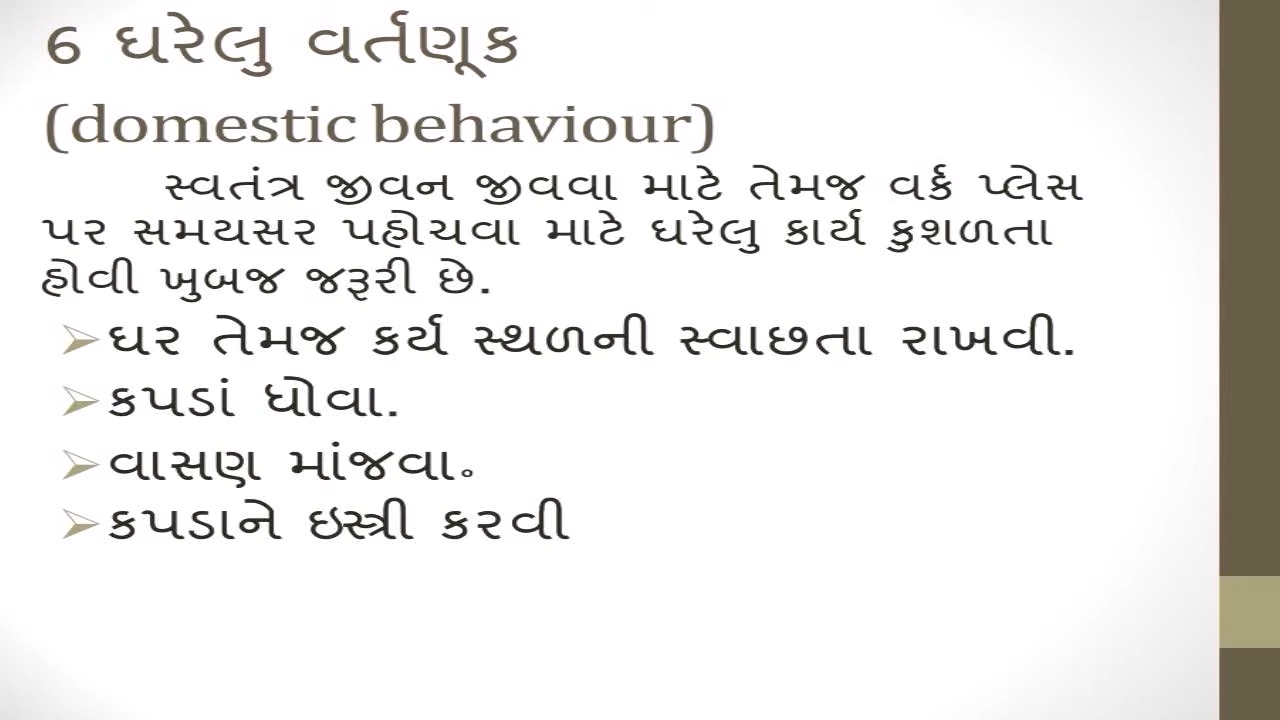 6 ઘરેલુ વર્તણૂક
(domestic behaviour)
સ્વતંત્ર જીવન જીવવા માટે તેમજ વર્ક પ્લેસ
પર સમયસર પહોચવા માટે ઘરેલુ કાર્ય કુશળતા
હોવી ખુબજ જરૂરી છે.
➢ઘર તેમજ કર્ય સ્થળની સ્વાછતા રાખવી.
➢કપડાં ધોવા.
➢વાસણ માંજવા॰
➢કપડાને ઇસ્ત્રી કરવી